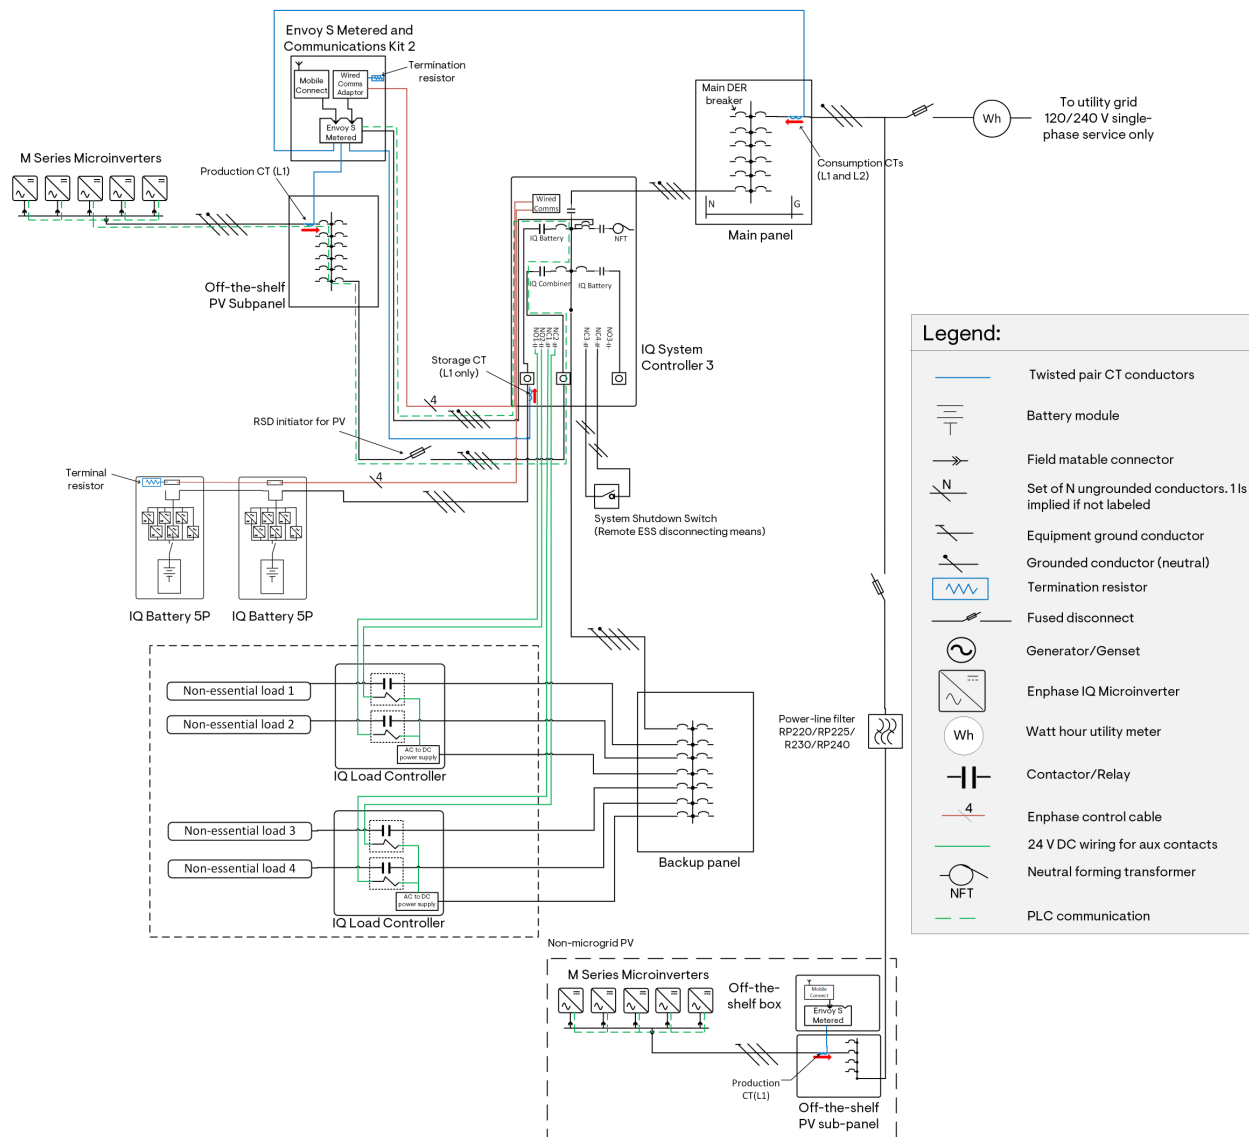 Envoy S Metered and
Communications Kit 2
Termination
resistor
Mobile
Connect
Wired
Comms
Adaptor
Envoy S
Metered
M Series Microinverters
Production CT (L1)
Off-the-shelf
PV Subpanel
Main DER
breaker
Consumption CTs
(L1 and L2)
N
G
Main panel
Wh
To utility grid
120/240 V single-
phase service only
Wired
Comms
IQ Battery
NFT
IQ Combiner
IQ Battery
NO1
NO2
NC1
NC2
NC3
NC4
NO3
IQ System
Controller 3
Storage CT
(L1 only)
4
RSD initiator for PV
Terminal
resistor
4
System Shutdown Switch
(Remote ESS disconnecting means)
IQ Battery 5P
IQ Battery 5P
Non-essential load 1
Non-essential load 2
AC to DC
power supply
IQ Load Controller
Non-essential load 3
Non-essential load 4
AC to DC
power supply
IQ Load Controller
Backup panel
Power-line filter
RP220/RP225/
R230/RP240
Non-microgrid PV
M Series Microinverters
Off-the-
shelf box
Mobile
Connect
Envoy S
Metered
Production
CT(L1)
Off-the-shelf
PV sub-panel
Legend:
Twisted pair CT conductors
Battery module
Field matable connector
N
Set of N ungrounded conductors. 1 Is
implied if not labeled
Equipment ground conductor
Grounded conductor (neutral)
Termination resistor
Fused disconnect
Generator/Genset
Enphase IQ Microinverter
Wh
Watt hour utility meter
Contactor/Relay
4
Enphase control cable
24 V DC wiring for aux contacts
Neutral forming transformer
NFT
PLC communication